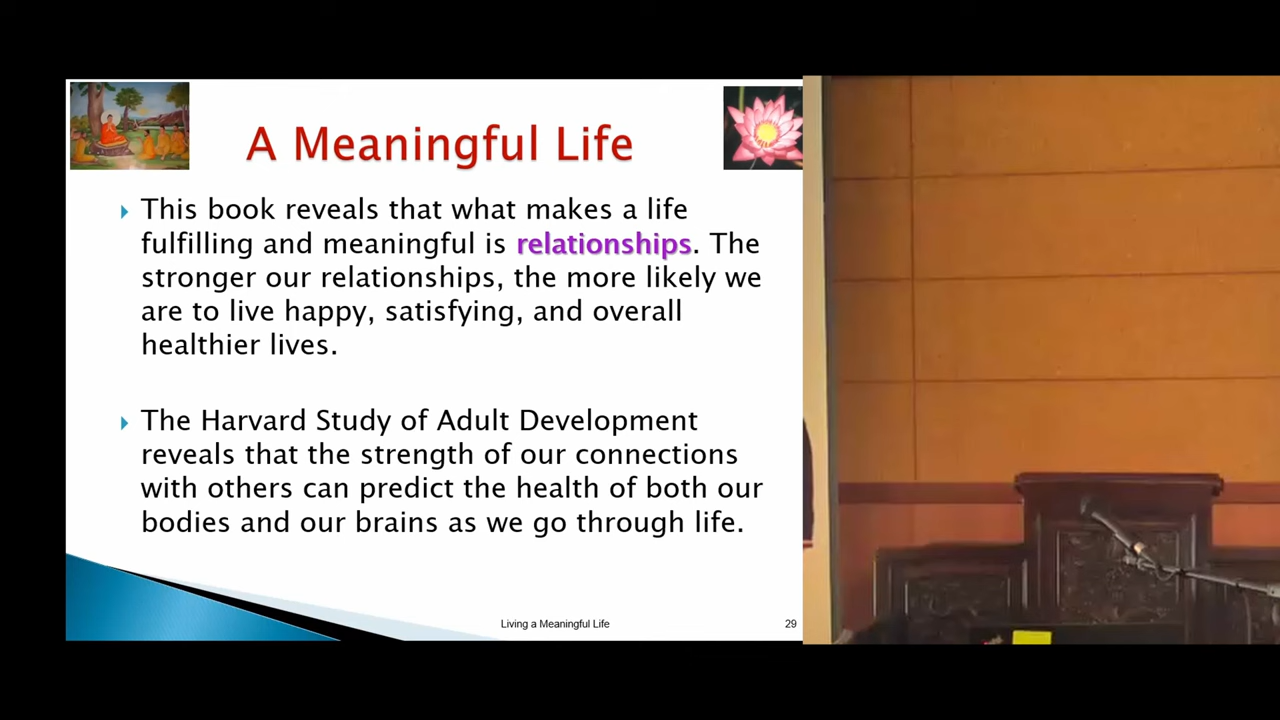 A Meaningful Life
This book reveals that what makes a life
fulfilling and meaningful is relationships. The
stronger our relationships, the more likely we
are to live happy, satisfying, and overall
healthier lives.
The Harvard Study of Adult Development
reveals that the strength of our connections
with others can predict the health of both our
bodies and our brains as we go through life.
Living a Meaningful Life
29